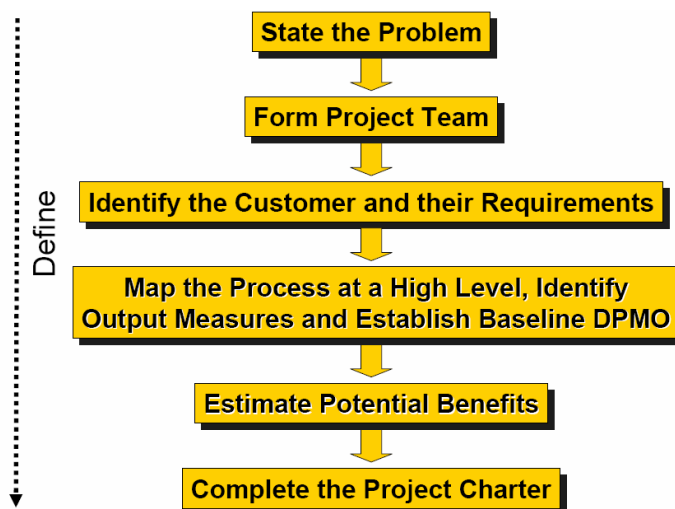 State the Problem
Form Project Team
Identify the Customer and their Requirements
Map the Process at a High Level, Identify
Output Measures and Establish Baseline DPMO
Estimate Potential Benefits
Complete the Project Charter
Define